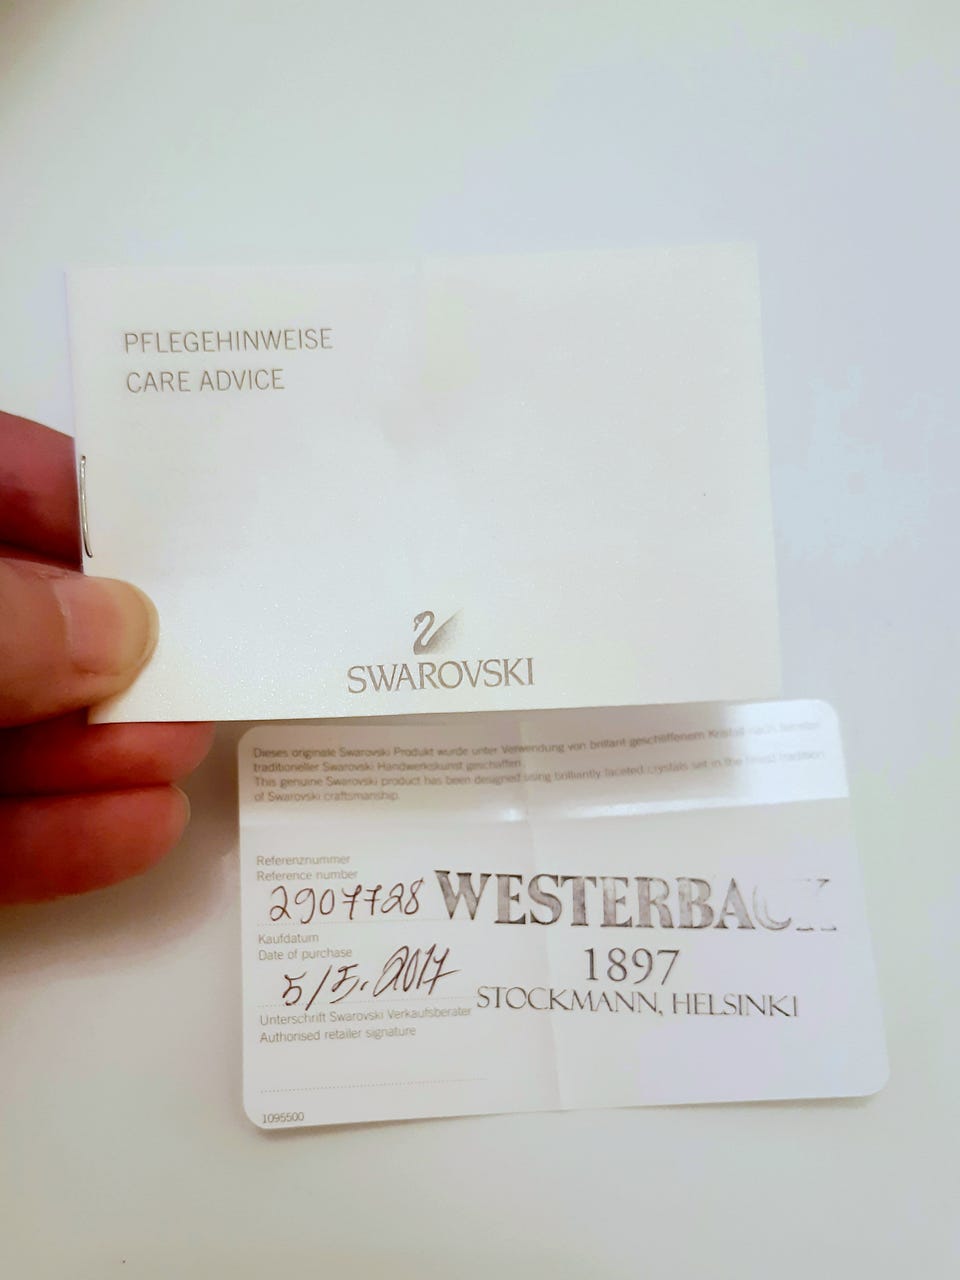 PFLEGEHINWEISE
CARE ADVICE
SWAROVSKI
Dieses originale Swarovski Produkt wurde unter Verwendung von brillant geschliffenem Kristall nach bester
traditioneller Swarovski Handwerkskunst geschaffen.
This genuine Swarovski product has been designed using brilliantly faceted crystals set in the finest tradition
of Swarovski craftsmanship.
Referenznummer
Reference number
2907728
WESTERBACK
Kaufdatum
Date of purchase
1897
5/5.2017
STOCKMANN, HELSINKI
Unterschrift Swarovski Verkaufsberater
Authorised retailer signature
1095500